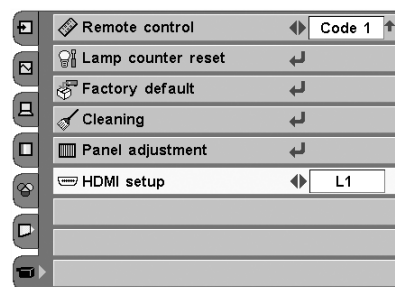 Remote control Code 1
Lamp counter reset
Factory default
Cleaning
Panel adjustment
HDMI setup L1